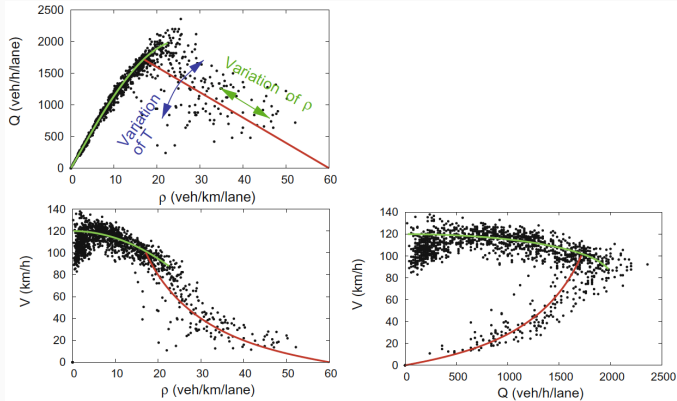 2500
2000
1500
1000
500
0
Q (veh/h/lane)
Variation of ρ
Variation
of T
0 10 20 30 40 50 60
ρ (veh/km/lane)
140
120
100
80
60
40
20
0
V (km/h)
0 10 20 30 40 50 60
ρ (veh/km/lane)
140
120
100
80
60
40
20
0
V (km/h)
0 500 1000 1500 2000 2500
Q (veh/h/lane)